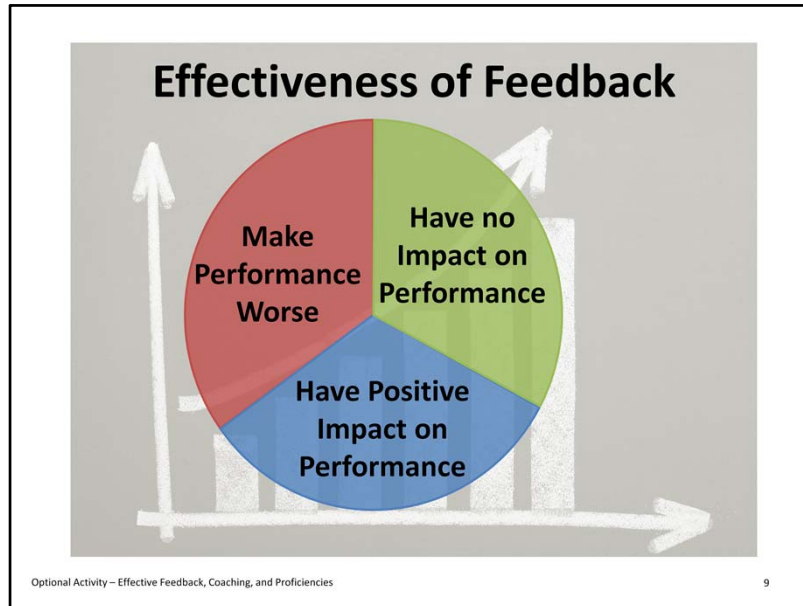 Effectiveness of Feedback
Make
Performance
Worse
Have no
Impact on
Performance
Have Positive
Impact on
Performance
Optional Activity – Effective Feedback, Coaching, and Proficiencies
9